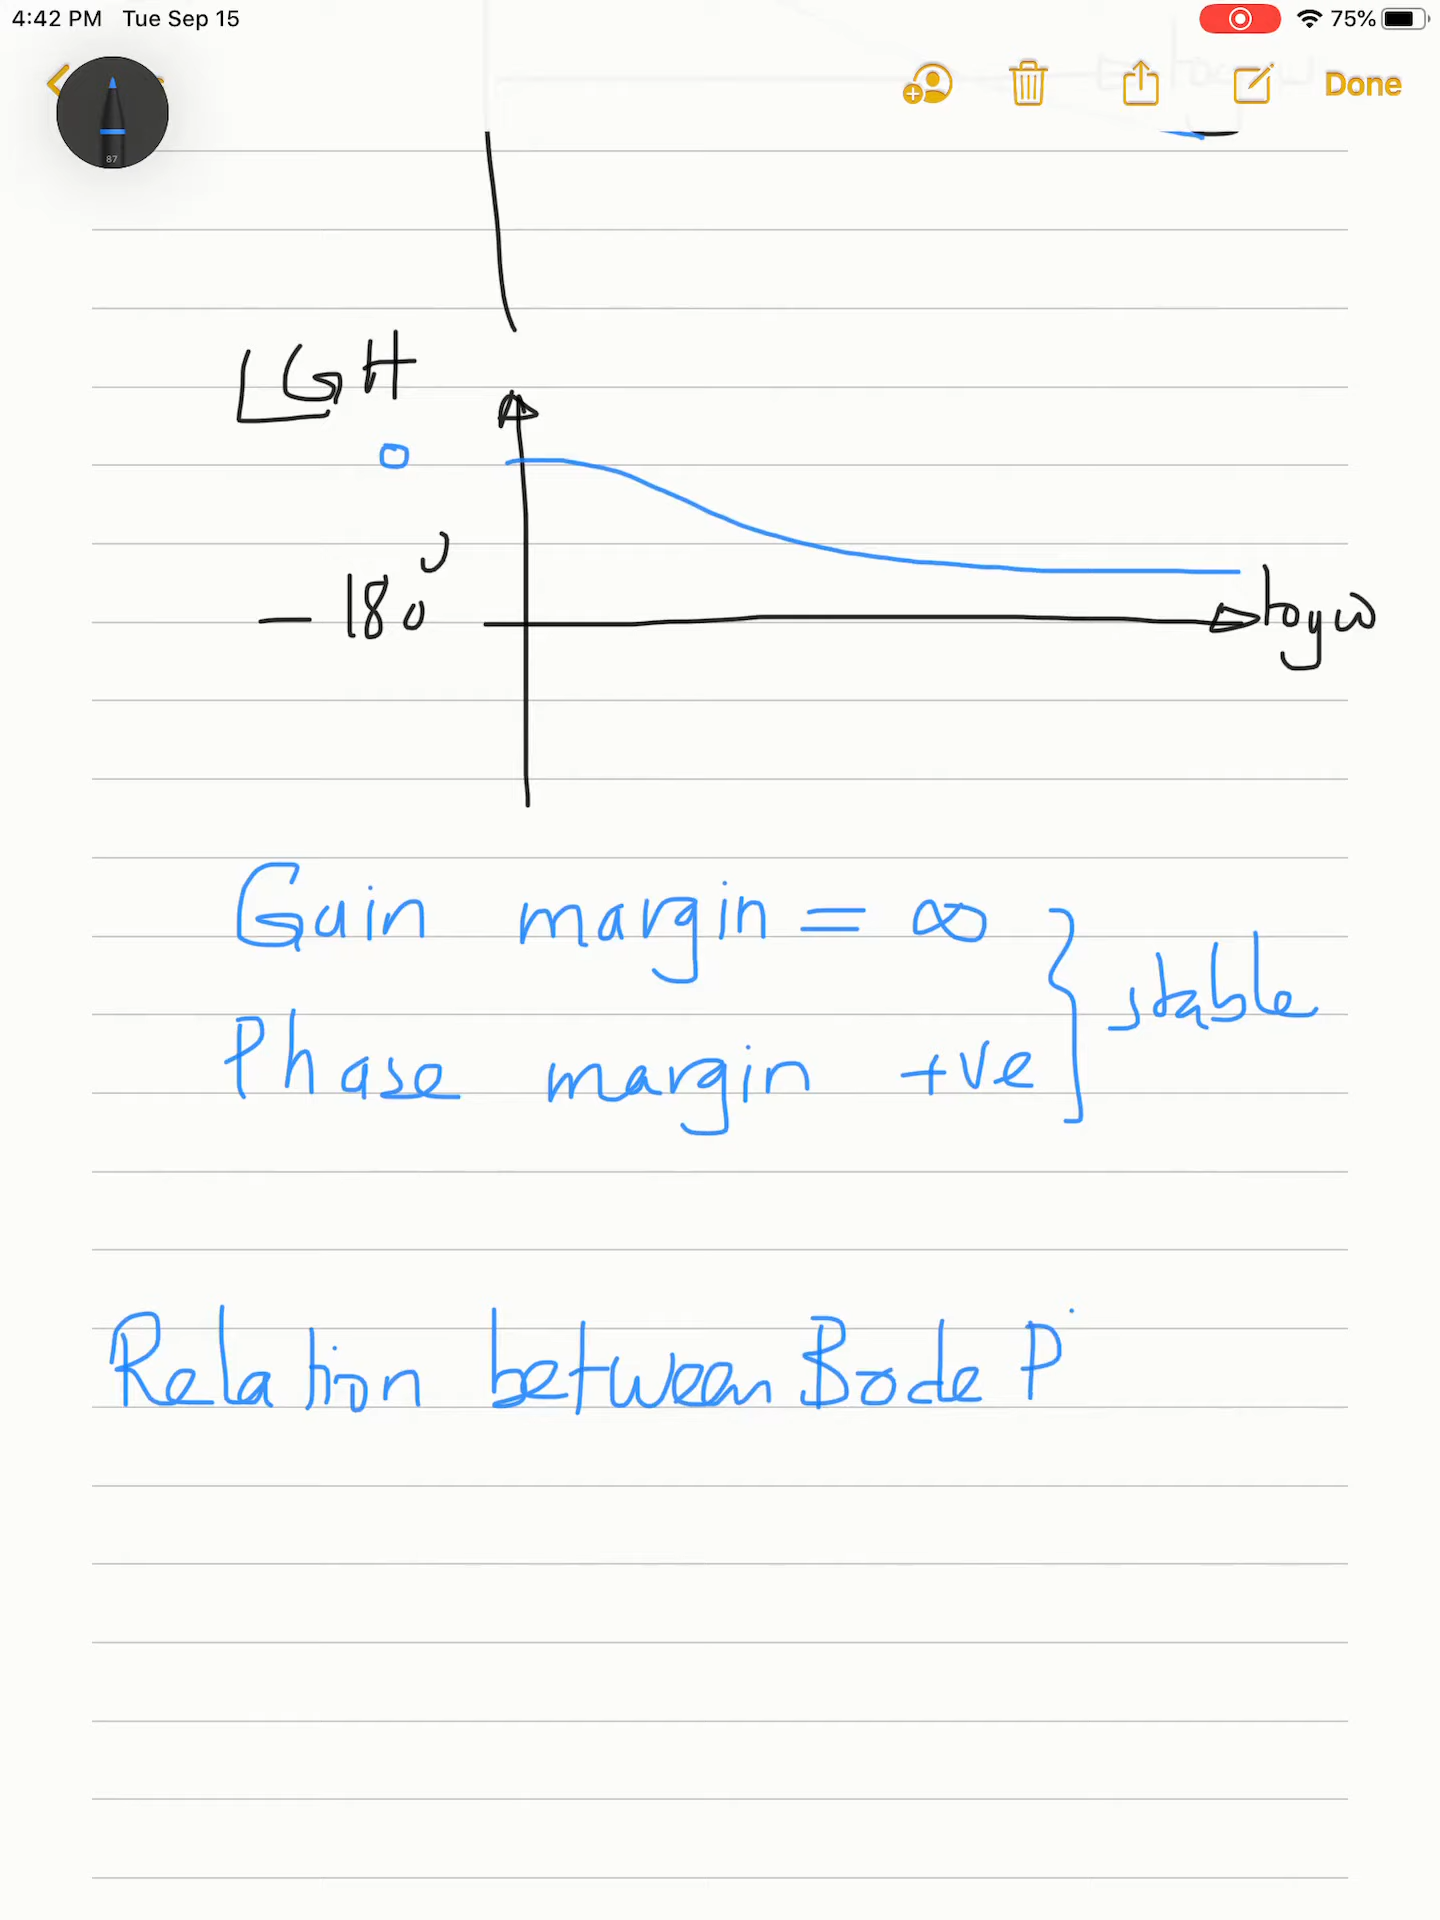 4:42 PM Tue Sep 15
75%
Done
87
∠GH
0
-180°
log ω
Gain margin = ∞
Phase margin +ve
stable
Relation between Bode P